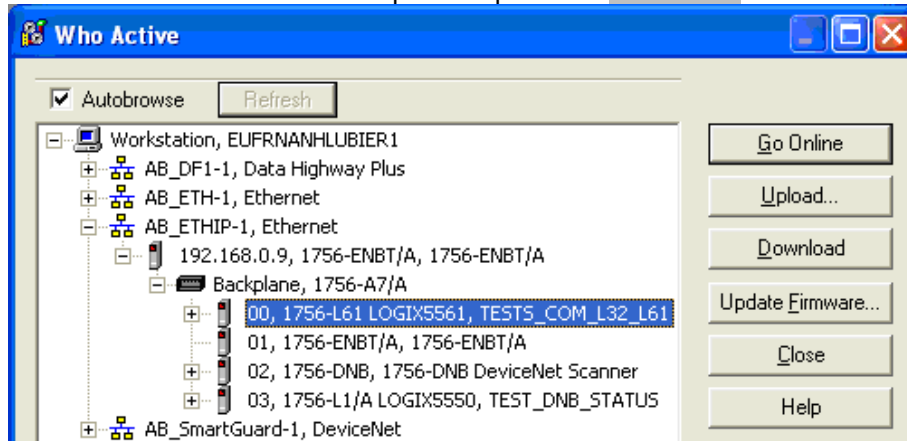 Who Active
Autobrowse Refresh
Workstation, EUFRNANHLUBIER1
AB_DF1-1, Data Highway Plus
AB_ETH-1, Ethernet
AB_ETHIP-1, Ethernet
192.168.0.9, 1756-ENBT/A, 1756-ENBT/A
Backplane, 1756-A7/A
00, 1756-L61 LOGIX5561, TESTS_COM_L32_L61
01, 1756-ENBT/A, 1756-ENBT/A
02, 1756-DNB, 1756-DNB DeviceNet Scanner
03, 1756-L1/A LOGIX5550, TEST_DNB_STATUS
AB_SmartGuard-1, DeviceNet
Go Online
Upload...
Download
Update Firmware...
Close
Help